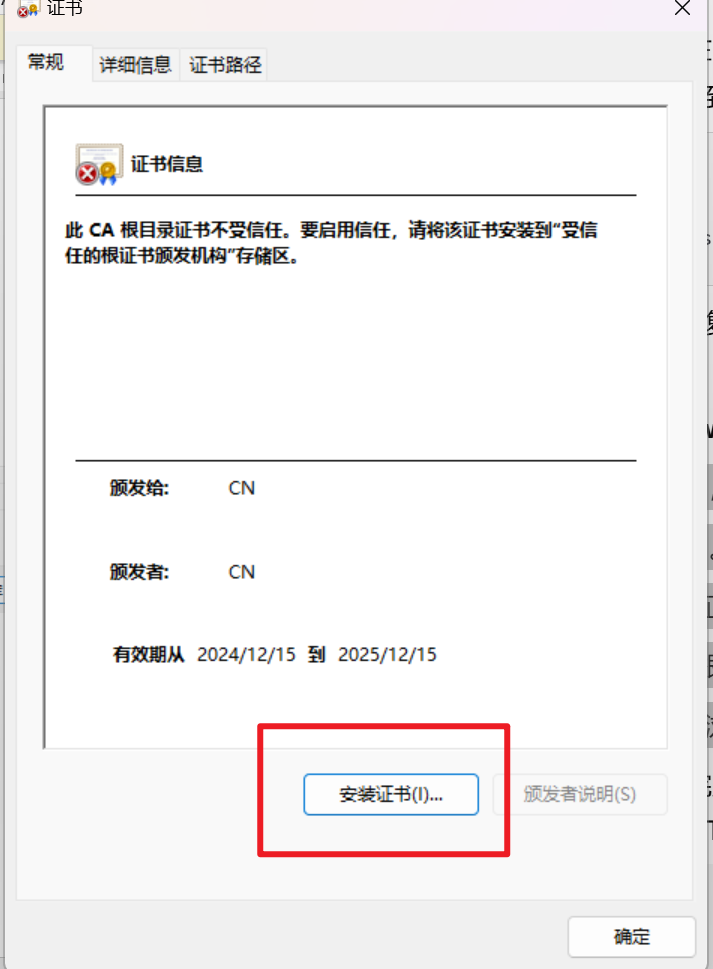 证书
常规
详细信息
证书路径
证书信息
此 CA 根目录证书不受信任。要启用信任，请将该证书安装到“受信
任的根证书颁发机构”存储区。
颁发给: CN
颁发者: CN
有效期从 2024/12/15 到 2025/12/15
安装证书(I)...
颁发者说明(S)
确定